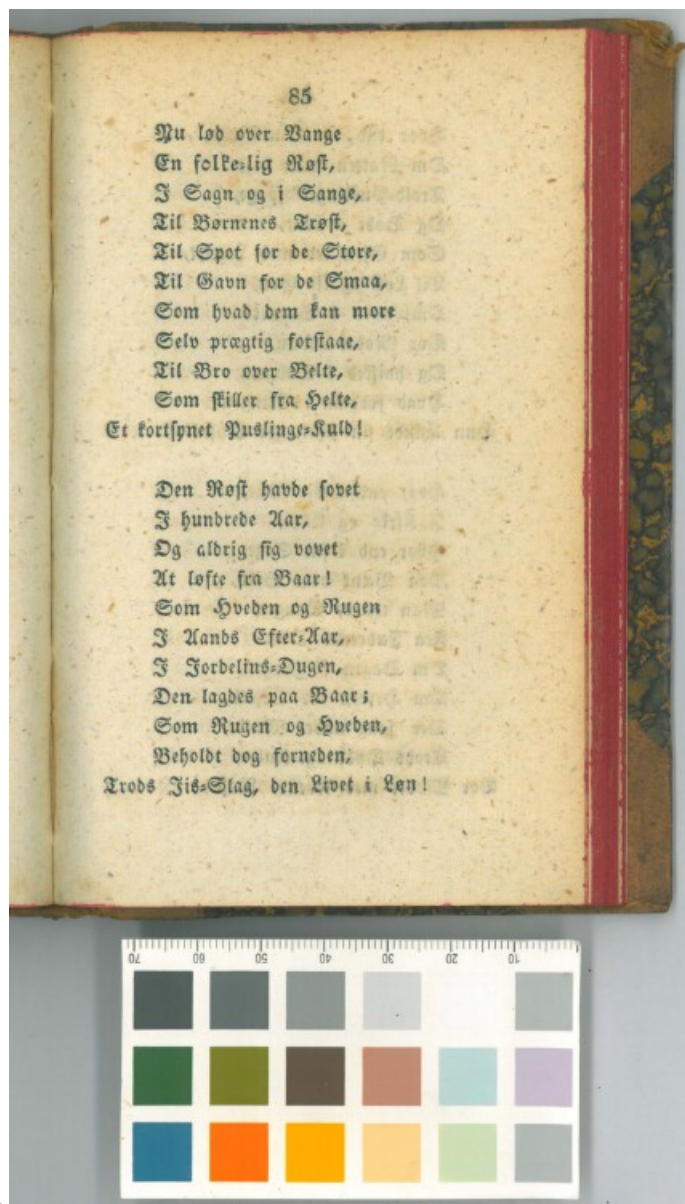 85
Nu lød over Vange
En folke-lig Røst,
I Sagn og i Sange,
Til Børnenes Trøst,
Til Spot for de Store,
Til Gavn for de Smaa,
Som hvad dem kan more
Selv prægtig forstaae,
Til Bro over Belte,
Som skiller fra Helte,
Et kortsynet Puslinge-Kuld!
Den Røst havde sovet
I hundrede Aar,
Og aldrig sig vovet
At løfte fra Baar!
Som Hveden og Rugen
I Aands Efter-Aar,
I Jordelins-Dugen,
Den lagdes paa Baar;
Som Rugen og Hveden,
Beholdt dog forneden,
Trods Iis-Slag, den Livet i Løn!
70 60 50 40 30 20 10